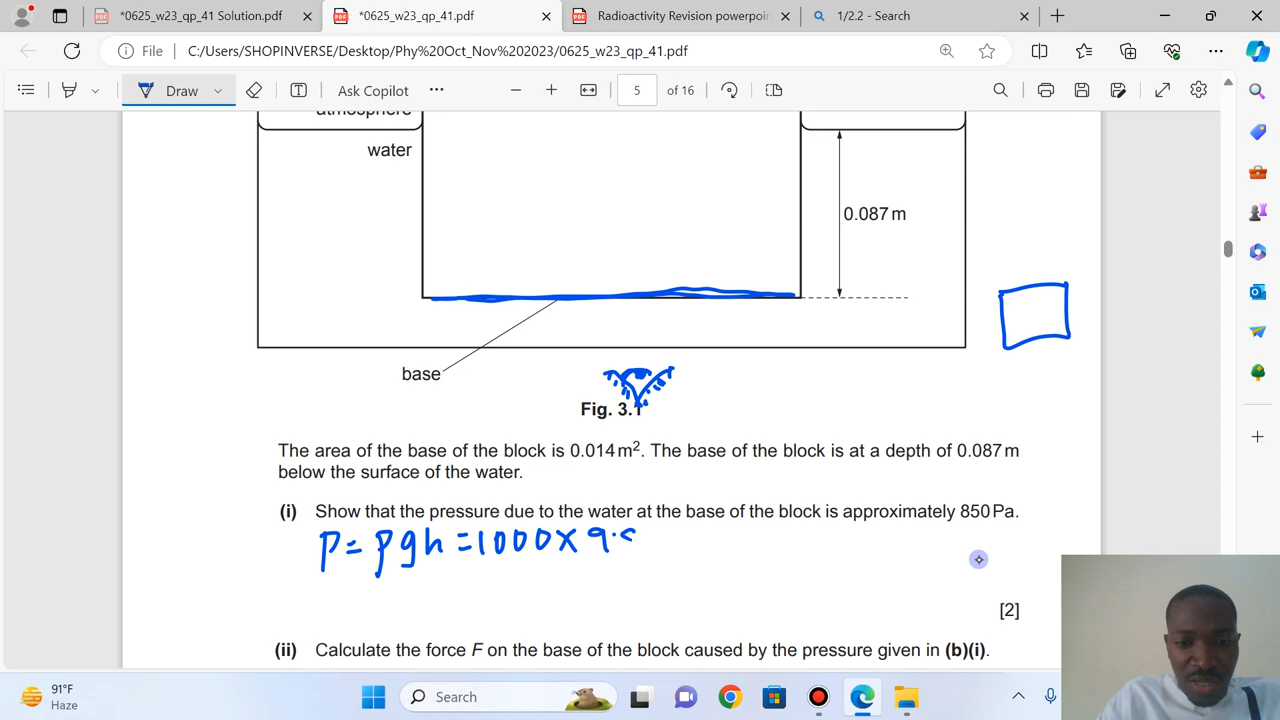 *0625_w23_qp_41 Solution.pdf
*0625_w23_qp_41.pdf
Radioactivity Revision powerpoin
1/2.2 - Search
File
C:/Users/SHOPINVERSE/Desktop/Phy%20Oct_Nov%202023/0625_w23_qp_41.pdf
Draw
Ask Copilot
5
of 16
atmosphere
water
0.087 m
base
Fig. 3.1
The area of the base of the block is 0.014 m². The base of the block is at a depth of 0.087 m
below the surface of the water.
(i) Show that the pressure due to the water at the base of the block is approximately 850 Pa.
P = ρgh = 1000 x 9.
[2]
(ii) Calculate the force F on the base of the block caused by the pressure given in (b)(i).
91°F
Haze
Search